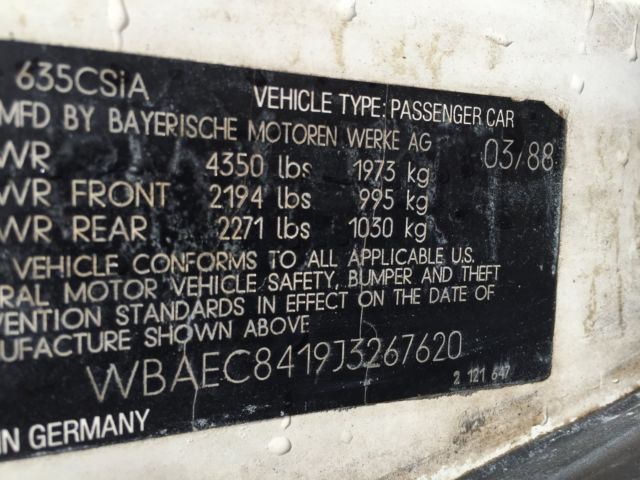 635CSiA
VEHICLE TYPE: PASSENGER CAR
MFD BY BAYERISCHE MOTOREN WERKE AG 03/88
WR 4350 lbs 1973 kg
WR FRONT 2194 lbs 995 kg
WR REAR 2271 lbs 1030 kg
VEHICLE CONFORMS TO ALL APPLICABLE U.S.
RAL MOTOR VEHICLE SAFETY, BUMPER AND THEFT
VENTION STANDARDS IN EFFECT ON THE DATE OF
UFACTURE SHOWN ABOVE
WBAEC8419J3267620
2 121 647
IN GERMANY